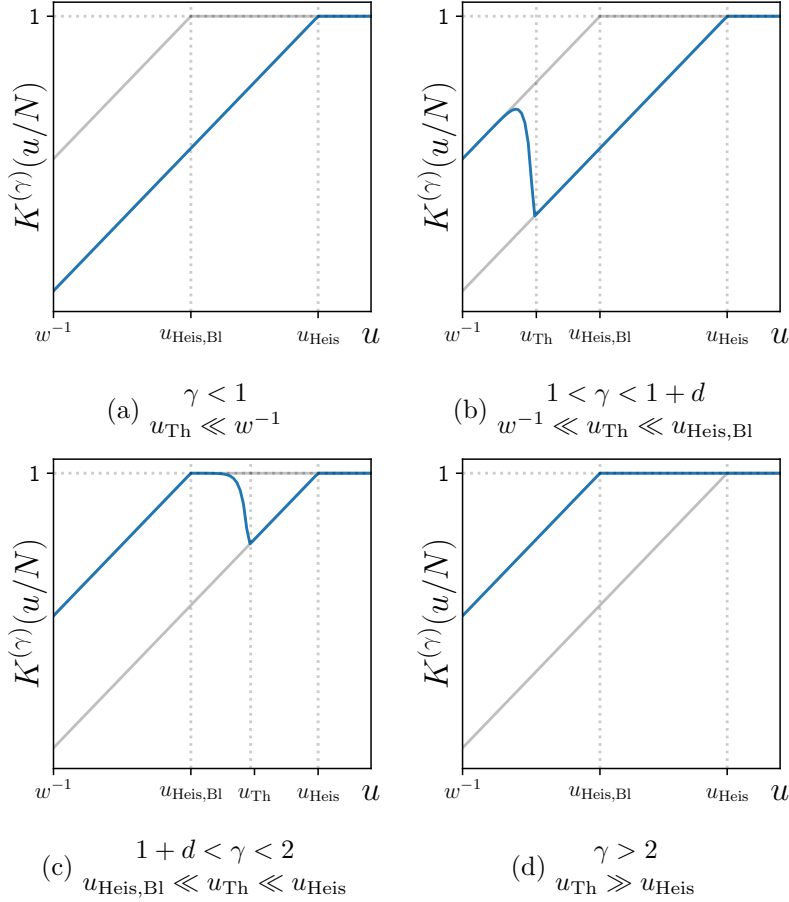 1
1
K^{(γ)}(u/N)
K^{(γ)}(u/N)
w^{-1} u_{Heis,Bl} u_{Heis} u
w^{-1} u_{Th} u_{Heis,Bl} u_{Heis} u
(a) γ < 1
u_{Th} ≪ w^{-1}
(b) 1 < γ < 1 + d
w^{-1} ≪ u_{Th} ≪ u_{Heis,Bl}
1
1
K^{(γ)}(u/N)
K^{(γ)}(u/N)
w^{-1} u_{Heis,Bl} u_{Th} u_{Heis} u
w^{-1} u_{Heis,Bl} u_{Heis} u
(c) 1 + d < γ < 2
u_{Heis,Bl} ≪ u_{Th} ≪ u_{Heis}
(d) γ > 2
u_{Th} ≫ u_{Heis}